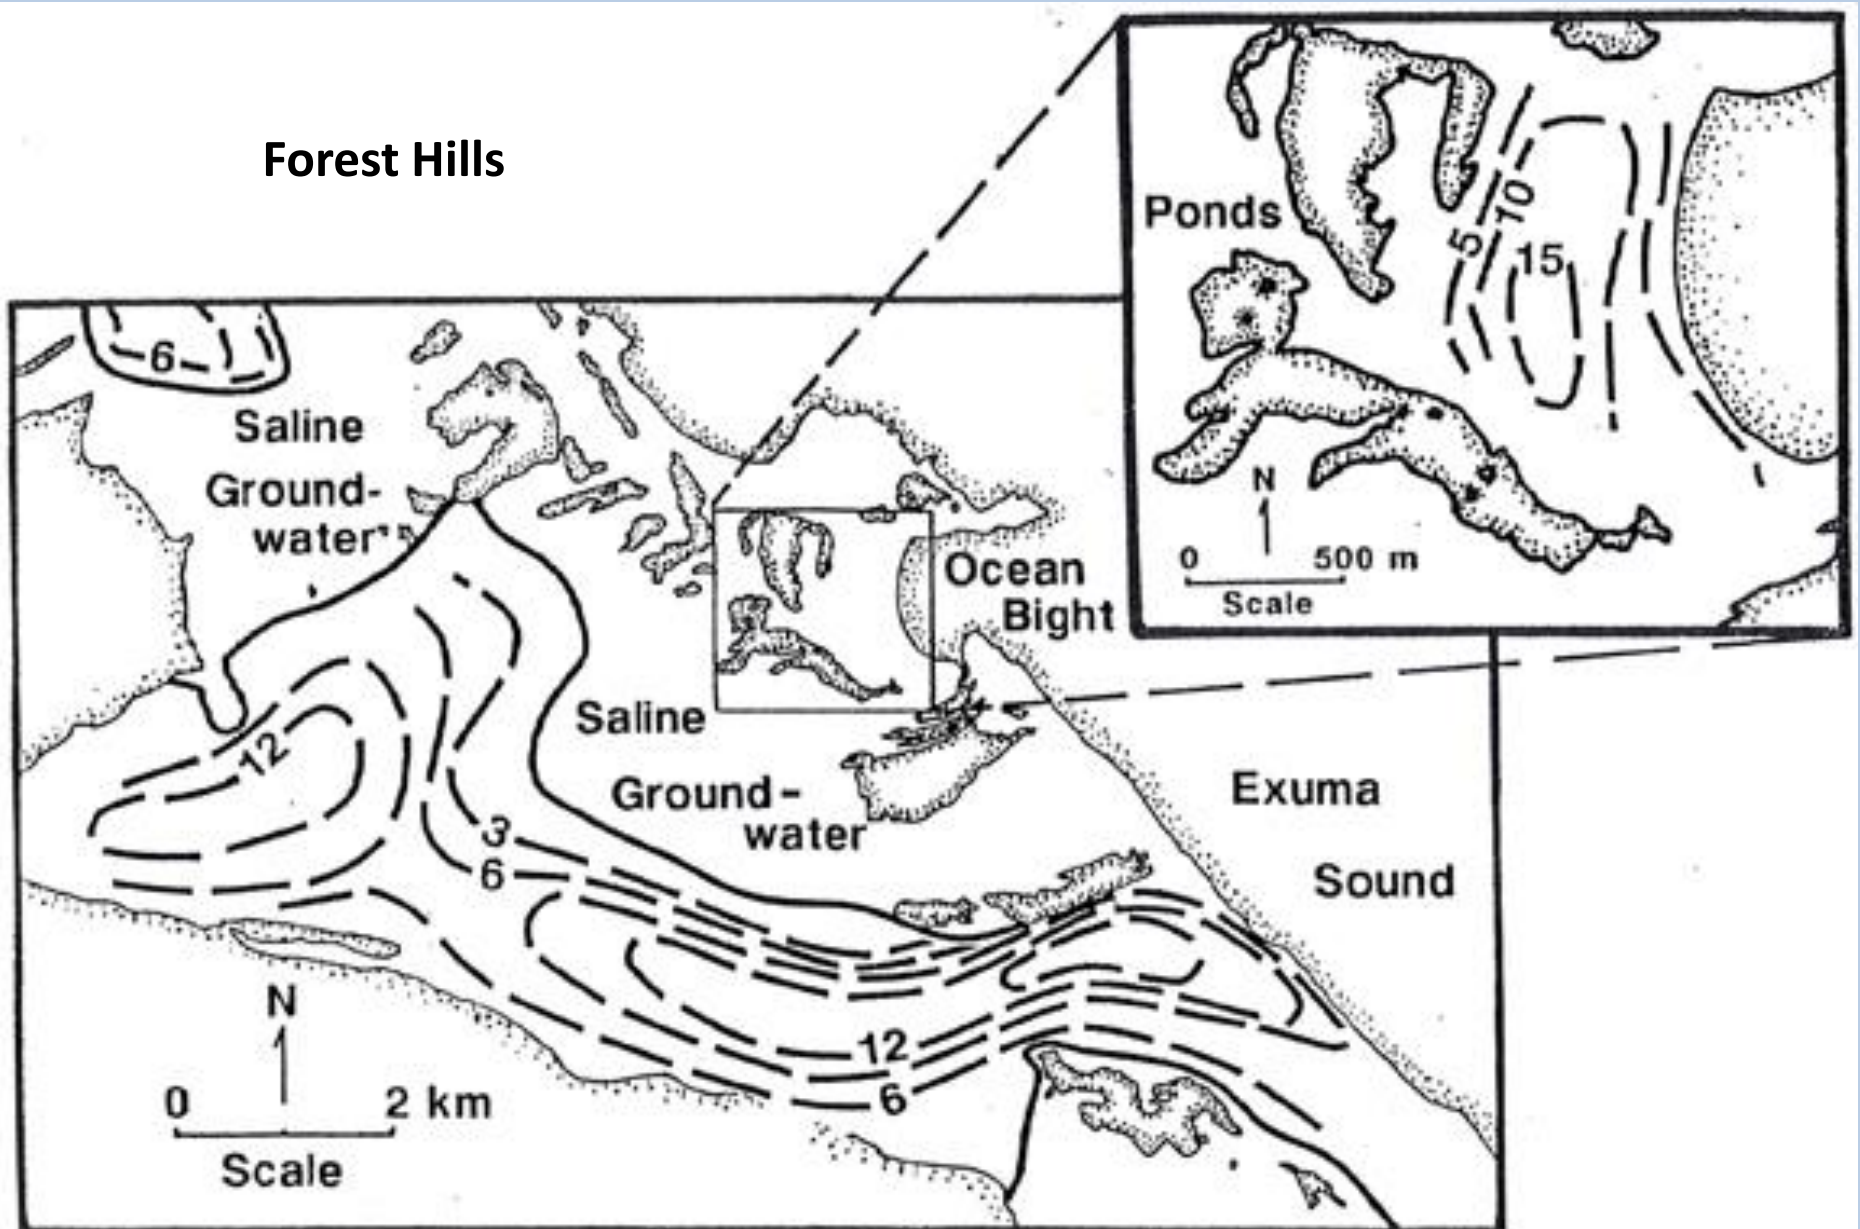 Forest Hills
Ponds
5
10
15
N
0 500 m
Scale
6
Saline
Ground-
water
Ocean
Bight
Saline
Ground-
water
12
3
6
Exuma
Sound
N
0 2 km
Scale
12
6